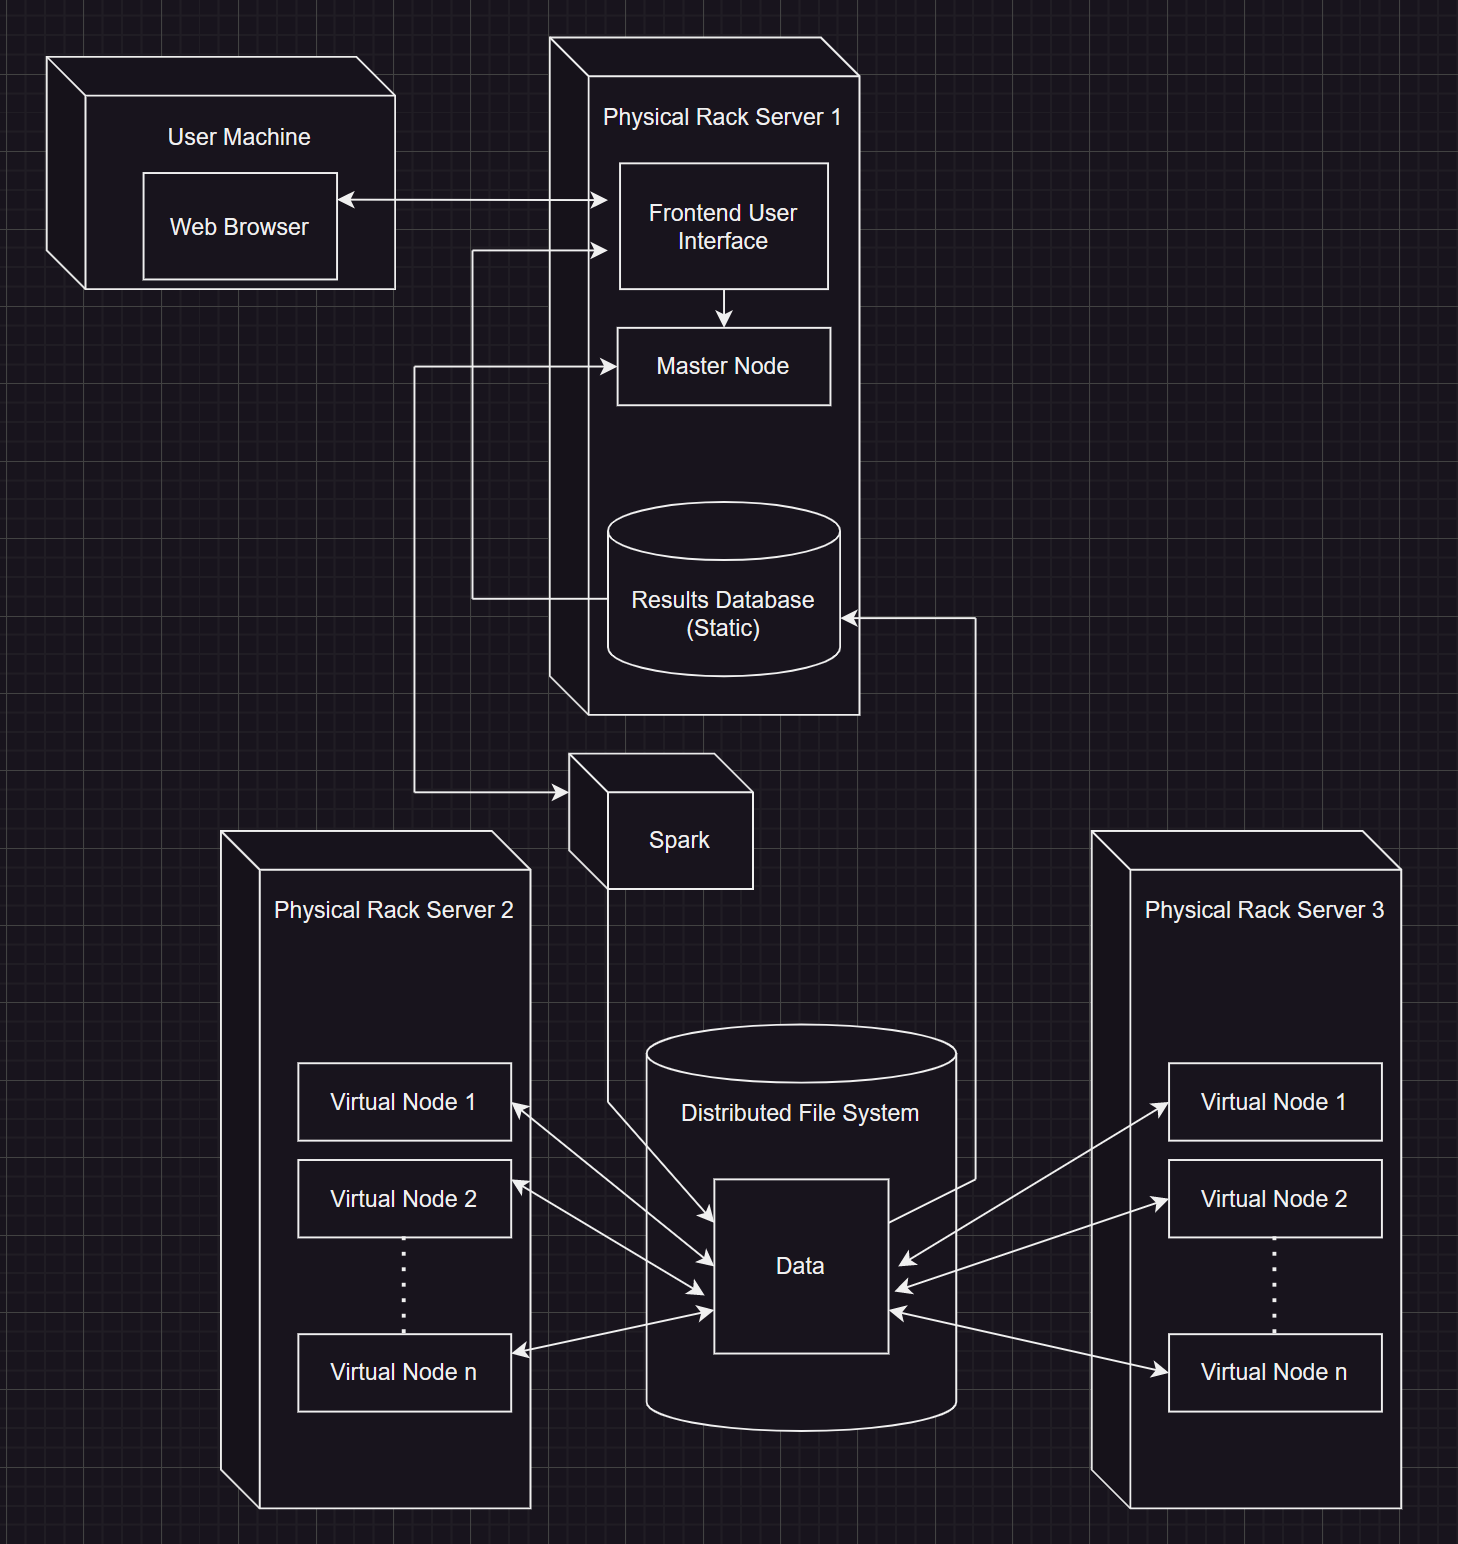 User Machine
Web Browser
Physical Rack Server 1
Frontend User
Interface
Master Node
Results Database
(Static)
Spark
Physical Rack Server 2
Virtual Node 1
Virtual Node 2
Virtual Node n
Distributed File System
Data
Physical Rack Server 3
Virtual Node 1
Virtual Node 2
Virtual Node n